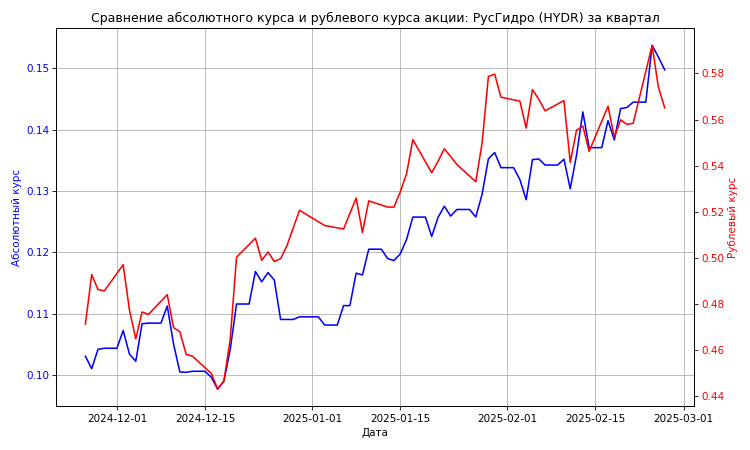 Сравнение абсолютного курса и рублевого курса акции: РусГидро (HYDR) за квартал
Абсолютный курс
0.15
0.14
0.13
0.12
0.11
0.10
0.58
0.56
0.54
0.52
0.50
0.48
0.46
0.44
Рублевый курс
2024-12-01 2024-12-15 2025-01-01 2025-01-15 2025-02-01 2025-02-15 2025-03-01
Дата